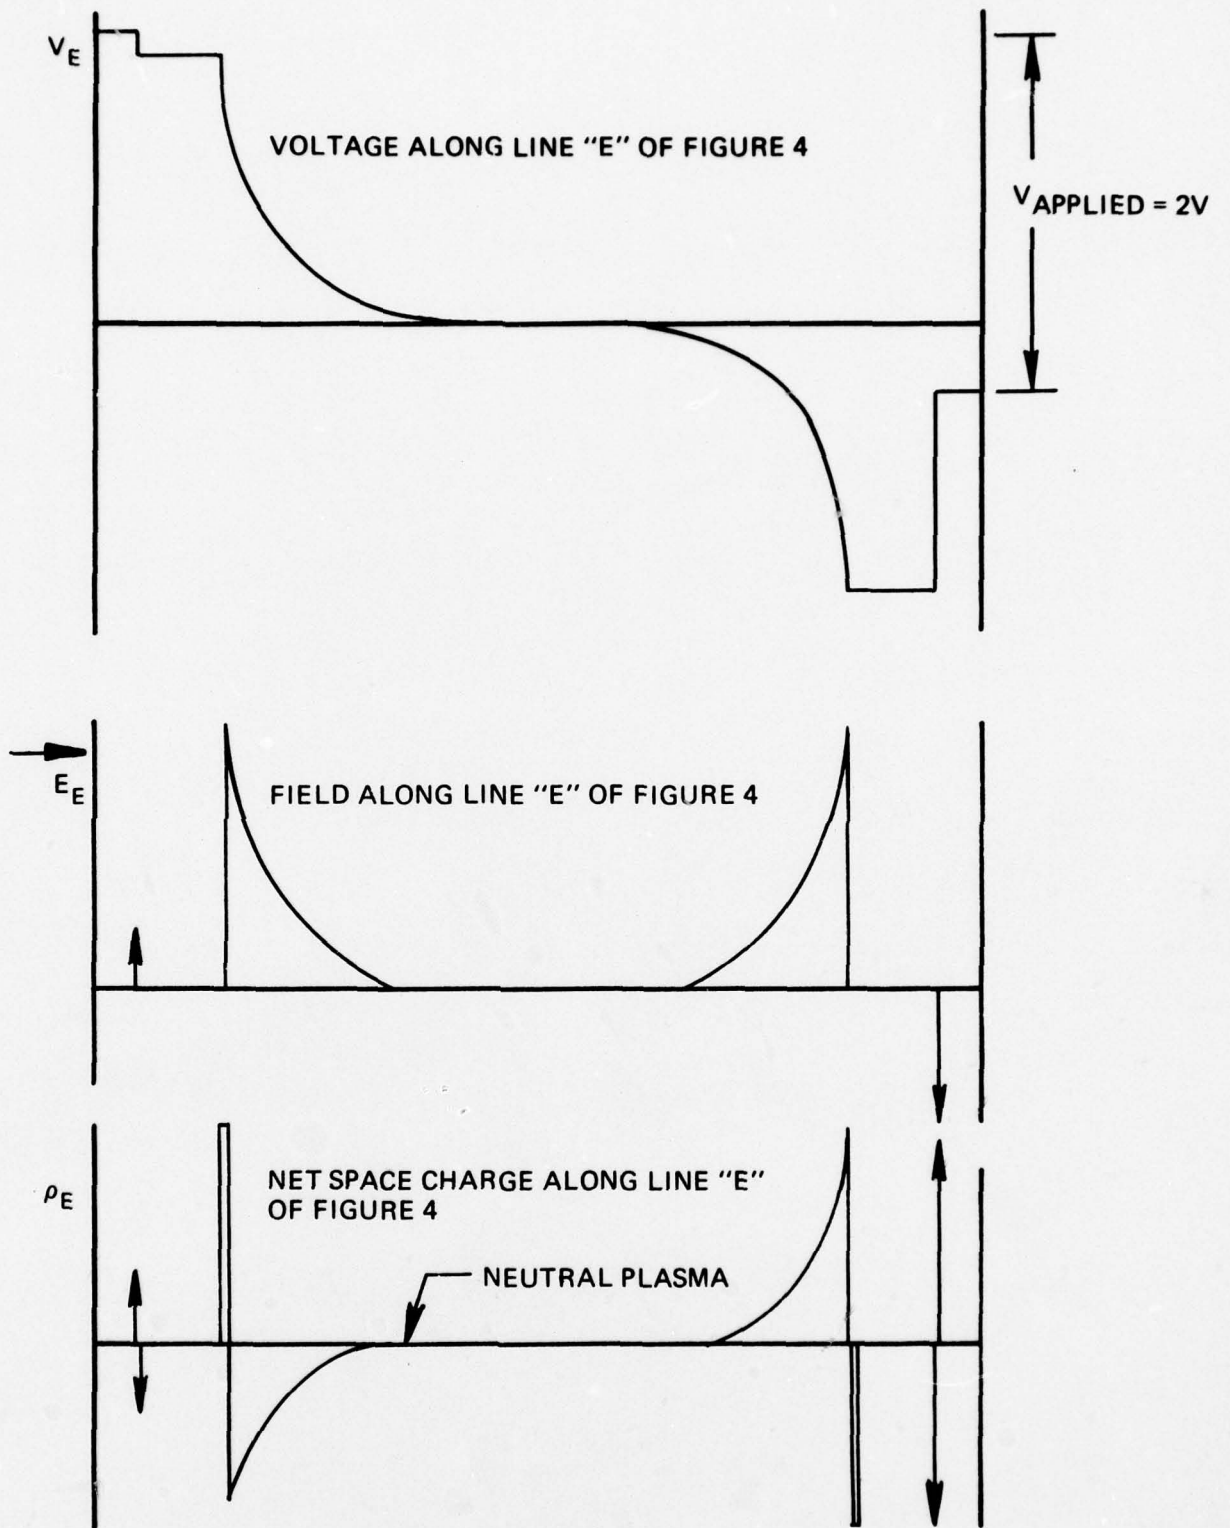 V_E
VOLTAGE ALONG LINE "E" OF FIGURE 4
V_APPLIED = 2V
E_E
FIELD ALONG LINE "E" OF FIGURE 4
ρ_E
NET SPACE CHARGE ALONG LINE "E"
OF FIGURE 4
NEUTRAL PLASMA